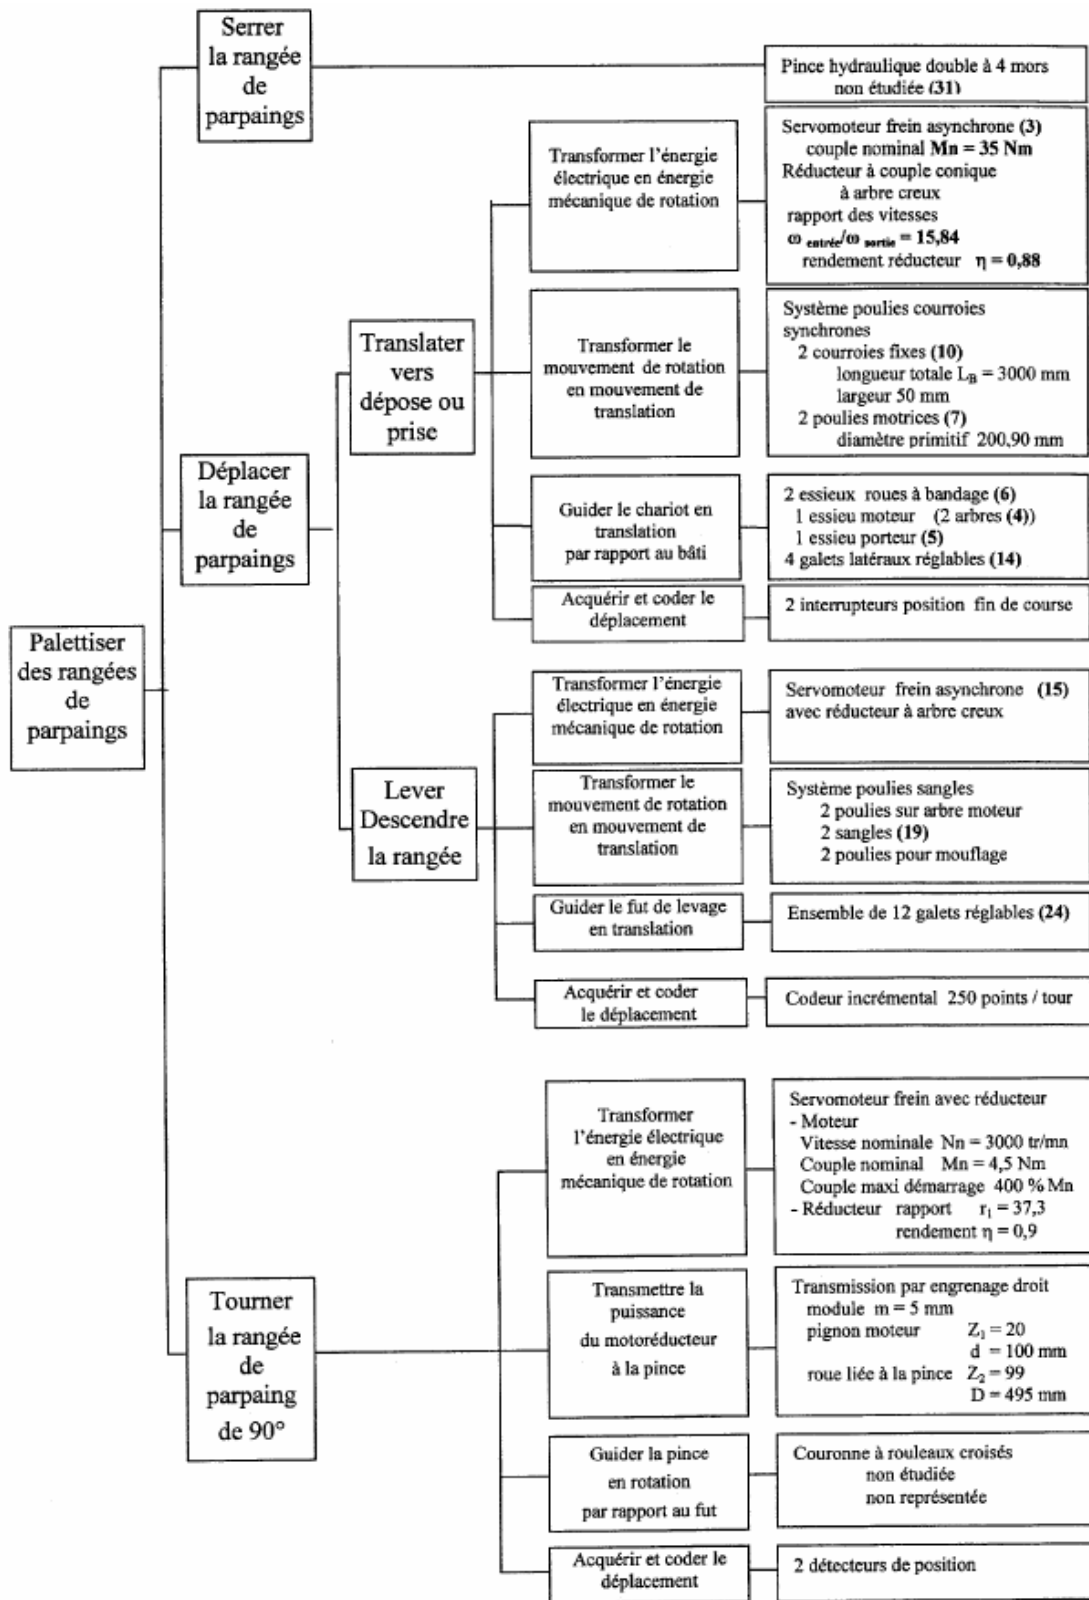 Palettiser
des rangées
de
parpaings
Serrer
la rangée
de
parpaings
Pince hydraulique double à 4 mors
non étudiée (31)
Déplacer
la rangée
de
parpaings
Translater
vers
dépose ou
prise
Transformer l'énergie
électrique en énergie
mécanique de rotation
Servomoteur frein asynchrone (3)
couple nominal Mn = 35 Nm
Réducteur à couple conique
à arbre creux
rapport des vitesses
ω entrée/ω sortie = 15,84
rendement réducteur η = 0,88
Transformer le
mouvement de rotation
en mouvement de
translation
Système poulies courroies
synchrones
2 courroies fixes (10)
longueur totale L_B = 3000 mm
largeur 50 mm
2 poulies motrices (7)
diamètre primitif 200,90 mm
Guider le chariot en
translation
par rapport au bâti
2 essieux roues à bandage (6)
1 essieu moteur (2 arbres (4))
1 essieu porteur (5)
4 galets latéraux réglables (14)
Acquérir et coder le
déplacement
2 interrupteurs position fin de course
Lever
Descendre
la rangée
Transformer l'énergie
électrique en énergie
mécanique de rotation
Servomoteur frein asynchrone (15)
avec réducteur à arbre creux
Transformer le
mouvement de rotation
en mouvement de
translation
Système poulies sangles
2 poulies sur arbre moteur
2 sangles (19)
2 poulies pour mouflage
Guider le fut de levage
en translation
Ensemble de 12 galets réglables (24)
Acquérir et coder
le déplacement
Codeur incrémental 250 points / tour
Tourner
la rangée
de
parpaing
de 90°
Transformer
l'énergie électrique
en énergie
mécanique de rotation
Servomoteur frein avec réducteur
- Moteur
Vitesse nominale Nn = 3000 tr/mn
Couple nominal Mn = 4,5 Nm
Couple maxi démarrage 400 % Mn
- Réducteur rapport r₁ = 37,3
rendement η = 0,9
Transmettre la
puissance
du motoréducteur
à la pince
Transmission par engrenage droit
module m = 5 mm
pignon moteur Z₁ = 20
d = 100 mm
roue liée à la pince Z₂ = 99
D = 495 mm
Guider la pince
en rotation
par rapport au fut
Couronne à rouleaux croisés
non étudiée
non représentée
Acquérir et coder le
déplacement
2 détecteurs de position